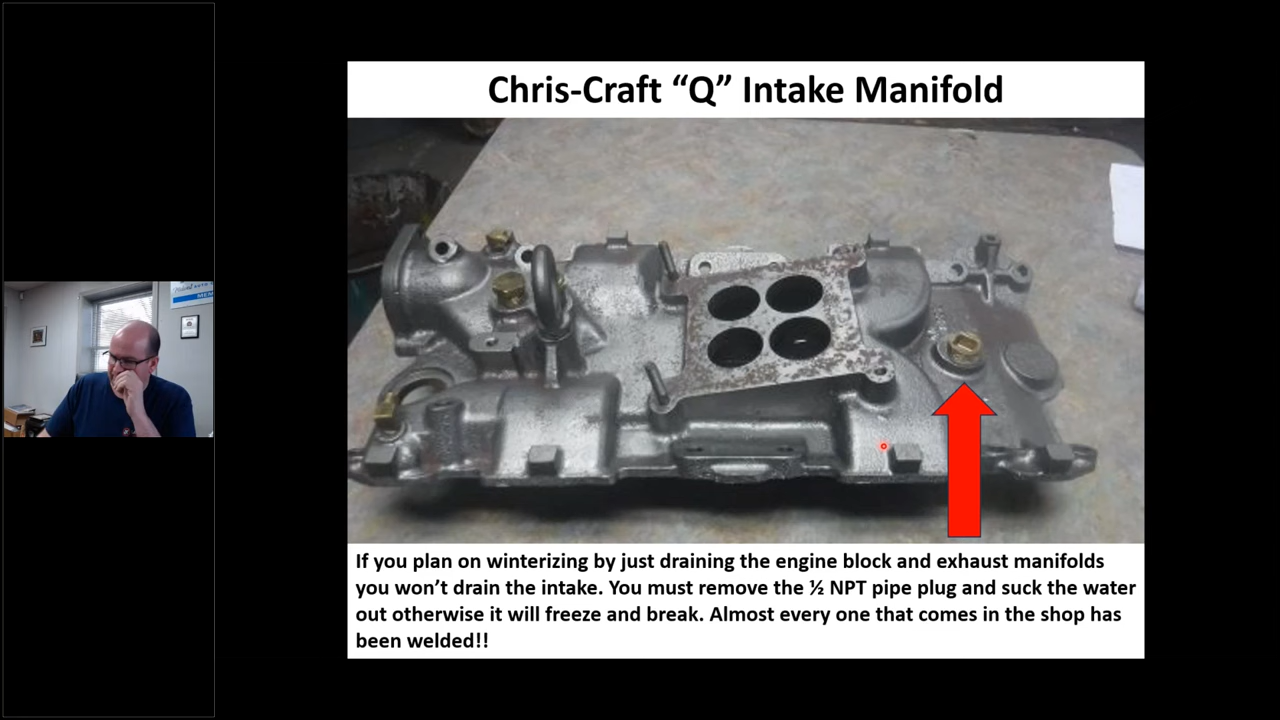 Chris-Craft “Q” Intake Manifold
If you plan on winterizing by just draining the engine block and exhaust manifolds
you won’t drain the intake. You must remove the ½ NPT pipe plug and suck the water
out otherwise it will freeze and break. Almost every one that comes in the shop has
been welded!!